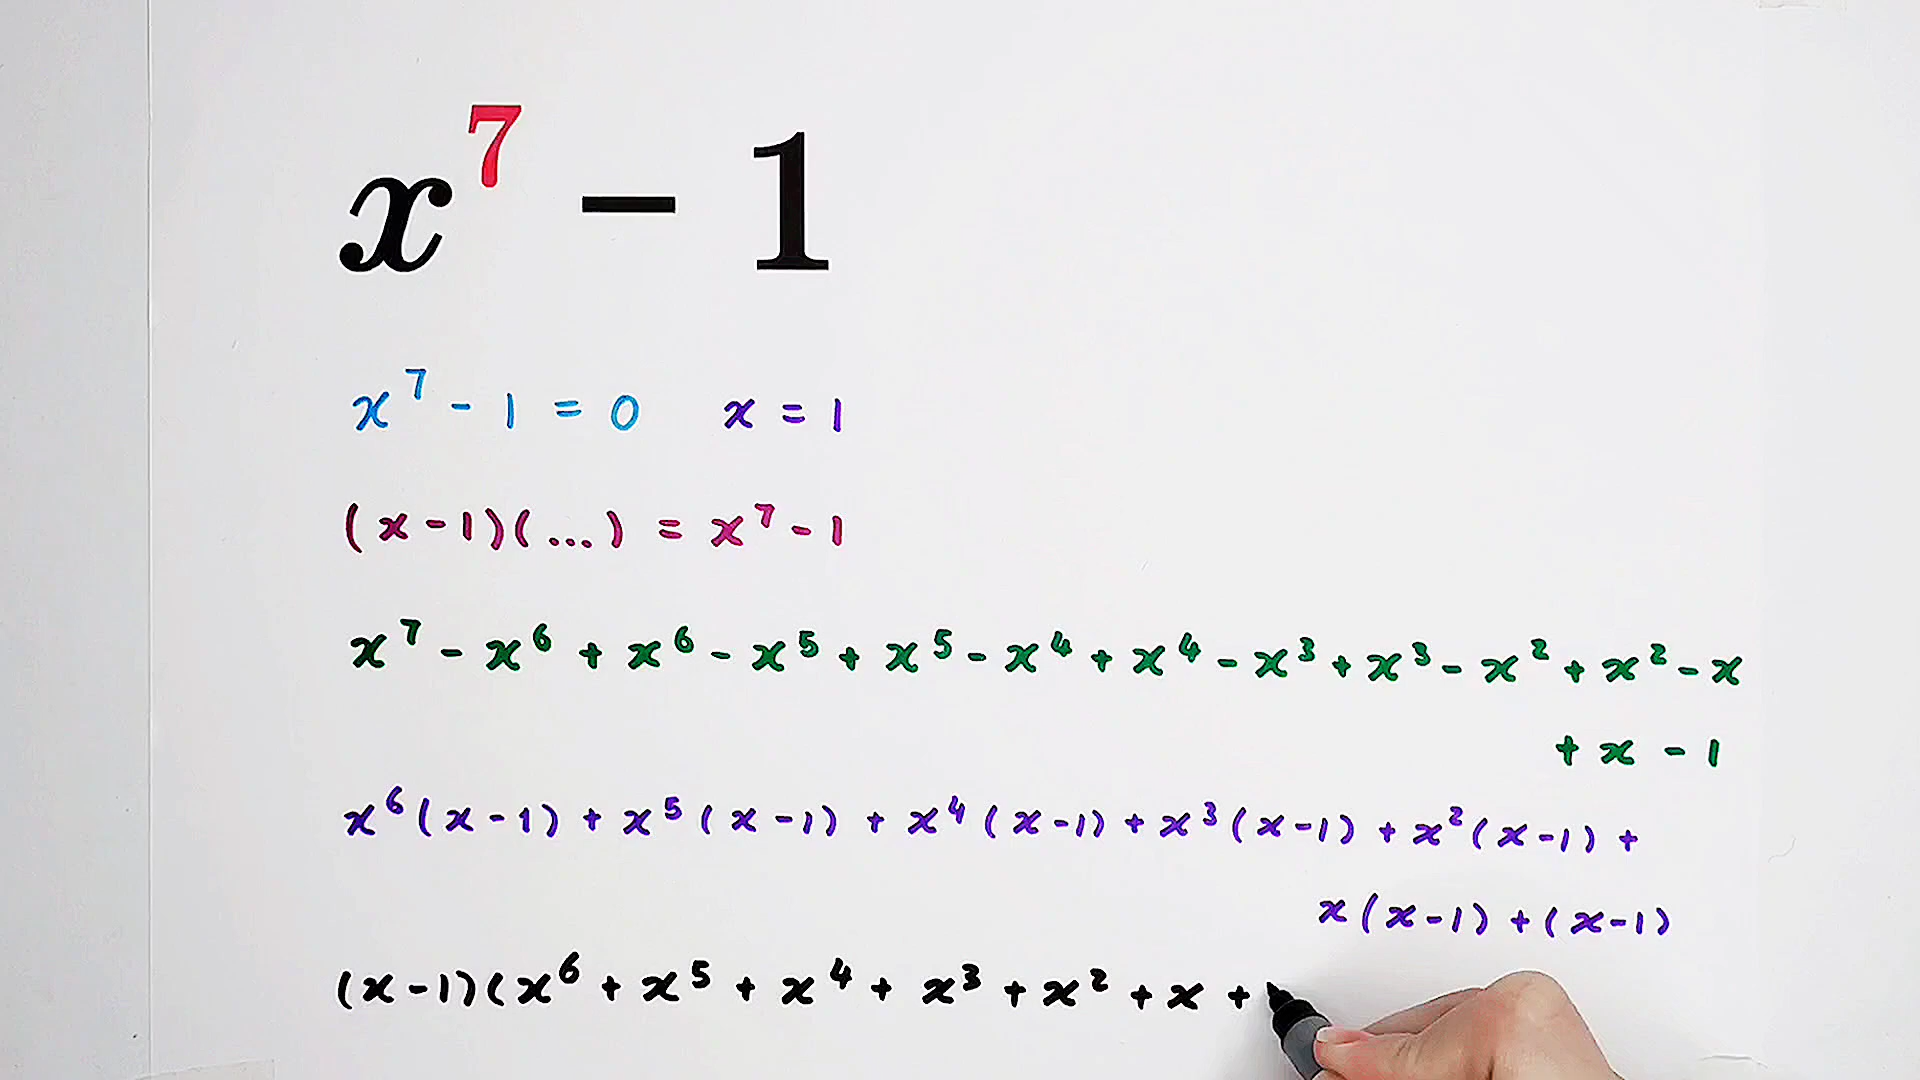 x⁷ − 1
x⁷ - 1 = 0   x = 1
(x-1)(...) = x⁷ - 1
x⁷ - x⁶ + x⁶ - x⁵ + x⁵ - x⁴ + x⁴ - x³ + x³ - x² + x² - x
+ x - 1
x⁶(x-1) + x⁵(x-1) + x⁴(x-1) + x³(x-1) + x²(x-1) +
x(x-1) + (x-1)
(x-1)(x⁶ + x⁵ + x⁴ + x³ + x² + x +